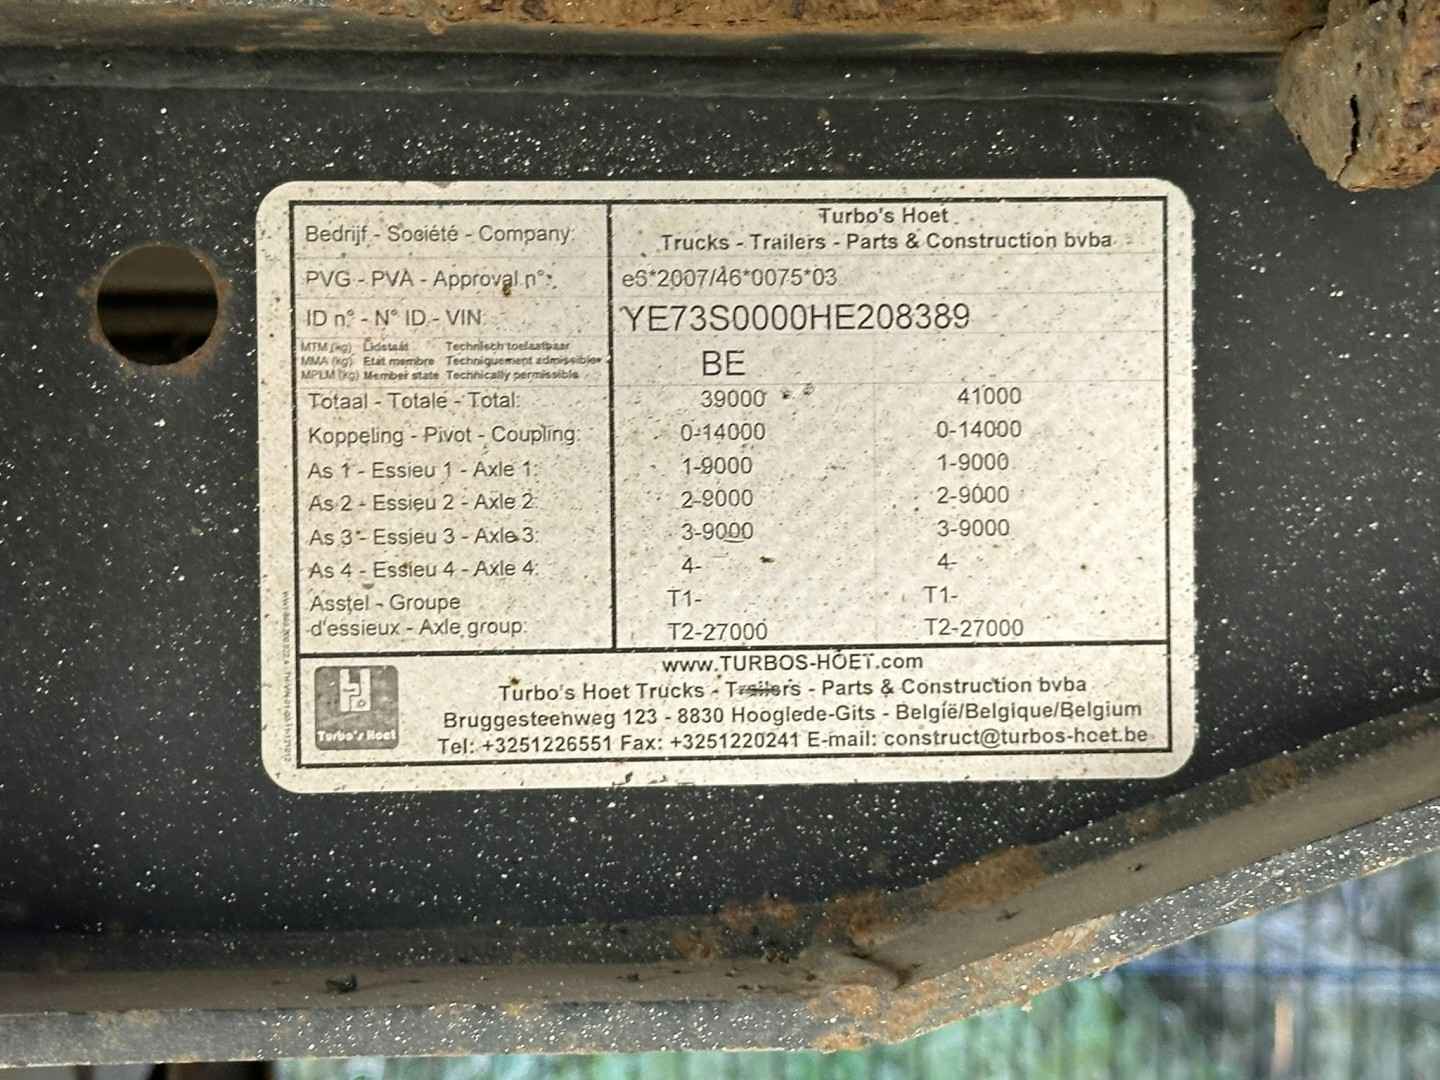 Bedrijf - Société - Company: Turbo's Hoet
Trucks - Trailers - Parts & Construction bvba
PVG - PVA - Approval n°: e6*2007/46*0075*03
ID n° - N° ID - VIN: YE73S0000HE208389
MTM (kg) Lidstaat Technisch toelaatbaar
MMA (kg) Etat membre Techniquement admissible
MPLM (kg) Member state Technically permissible
BE
Totaal - Totale - Total: 39000 41000
Koppeling - Pivot - Coupling: 0-14000 0-14000
As 1 - Essieu 1 - Axle 1: 1-9000 1-9000
As 2 - Essieu 2 - Axle 2: 2-9000 2-9000
As 3 - Essieu 3 - Axle 3: 3-9000 3-9000
As 4 - Essieu 4 - Axle 4: 4- 4-
Asstel - Groupe T1- T1-
d'essieux - Axle group: T2-27000 T2-27000
www.TURBOS-HOET.com
Turbo's Hoet Trucks - Trailers - Parts & Construction bvba
Bruggesteenweg 123 - 8830 Hooglede-Gits - België/Belgique/Belgium
Tel: +3251226551 Fax: +3251220241 E-mail: construct@turbos-hoet.be
Turbo's Hoet